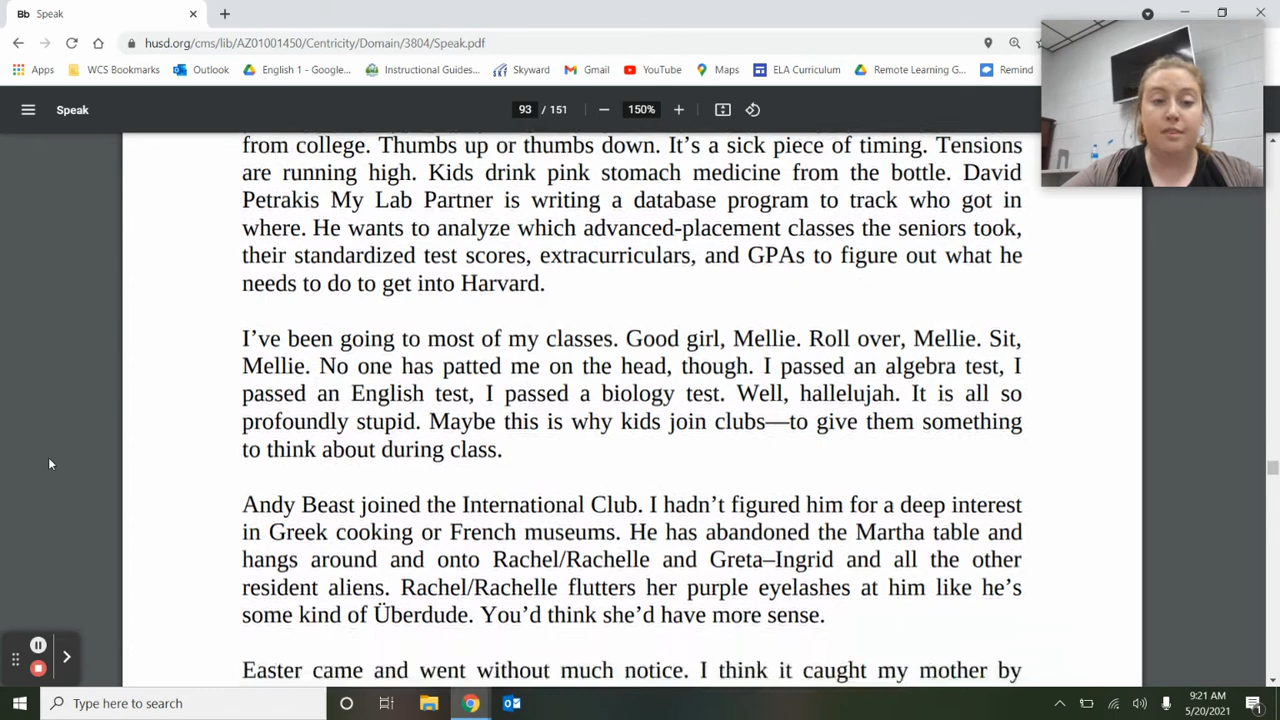 Bb Speak
husd.org/cms/lib/AZ01001450/Centricity/Domain/3804/Speak.pdf
Apps WCS Bookmarks Outlook English 1 - Google... Instructional Guides... Skyward Gmail YouTube Maps ELA Curriculum Remote Learning G... Remind
Speak 93 / 151 150%
from college. Thumbs up or thumbs down. It’s a sick piece of timing. Tensions
are running high. Kids drink pink stomach medicine from the bottle. David
Petrakis My Lab Partner is writing a database program to track who got in
where. He wants to analyze which advanced-placement classes the seniors took,
their standardized test scores, extracurriculars, and GPAs to figure out what he
needs to do to get into Harvard.
I’ve been going to most of my classes. Good girl, Mellie. Roll over, Mellie. Sit,
Mellie. No one has patted me on the head, though. I passed an algebra test, I
passed an English test, I passed a biology test. Well, hallelujah. It is all so
profoundly stupid. Maybe this is why kids join clubs—to give them something
to think about during class.
Andy Beast joined the International Club. I hadn’t figured him for a deep interest
in Greek cooking or French museums. He has abandoned the Martha table and
hangs around and onto Rachel/Rachelle and Greta–Ingrid and all the other
resident aliens. Rachel/Rachelle flutters her purple eyelashes at him like he’s
some kind of Überdude. You’d think she’d have more sense.
Easter came and went without much notice. I think it caught my mother by
Type here to search
9:21 AM
5/20/2021
1